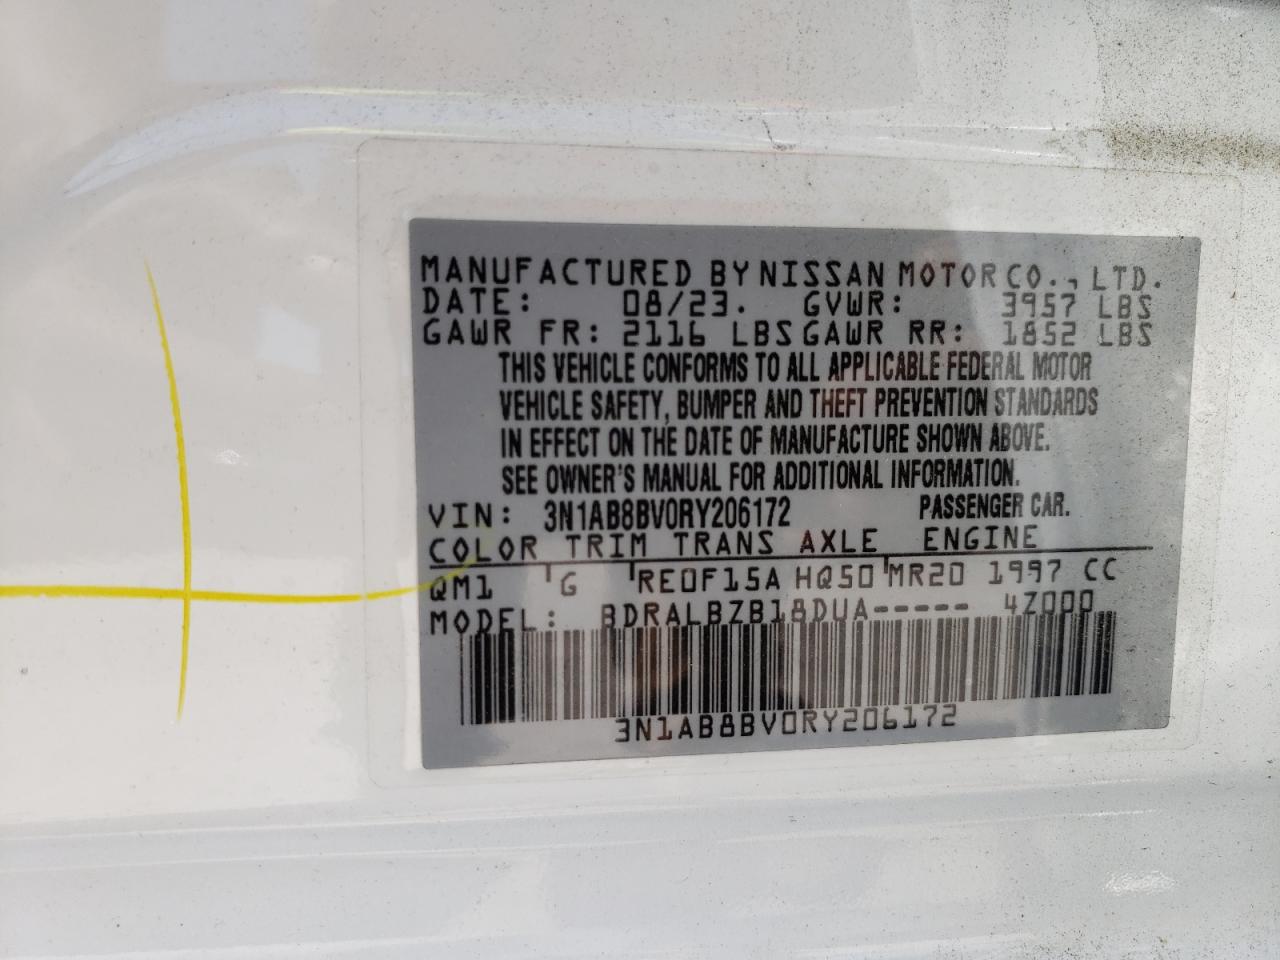 MANUFACTURED BY NISSAN MOTOR CO., LTD.
DATE: 08/23. GVWR: 3957 LBS
GAWR FR: 2116 LBS GAWR RR: 1852 LBS
THIS VEHICLE CONFORMS TO ALL APPLICABLE FEDERAL MOTOR
VEHICLE SAFETY, BUMPER AND THEFT PREVENTION STANDARDS
IN EFFECT ON THE DATE OF MANUFACTURE SHOWN ABOVE.
SEE OWNER'S MANUAL FOR ADDITIONAL INFORMATION.
VIN: 3N1AB8BV0RY206172 PASSENGER CAR.
COLOR TRIM TRANS AXLE ENGINE
QM1 G RE0F15A HQ50 MR20 1997 CC
MODEL: BDRALBZB18DUA----- 4Z000
3N1AB8BV0RY206172